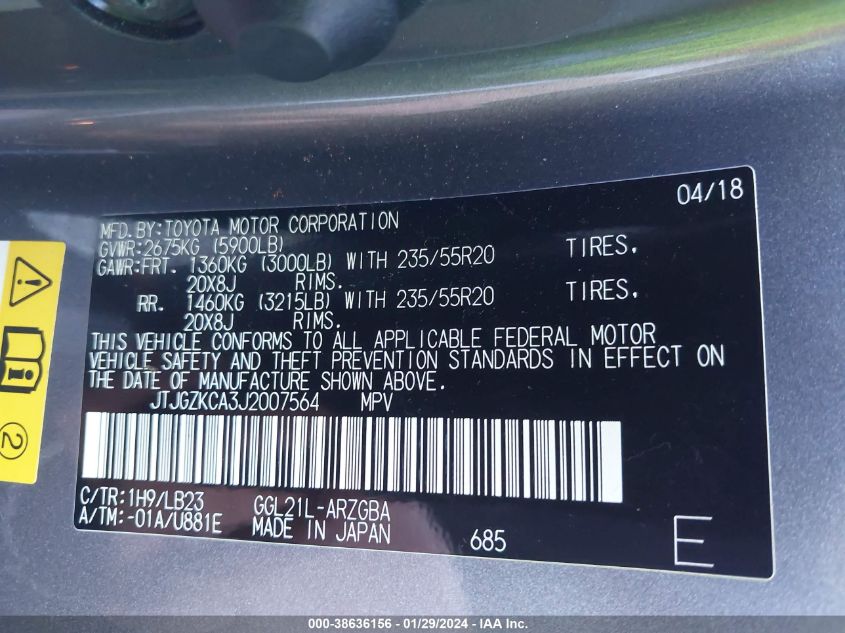 04/18
MFD.BY:TOYOTA MOTOR CORPORATION
GVWR:2675KG (5900LB)
GAWR:FRT. 1360KG (3000LB) WITH 235/55R20 TIRES,
20X8J RIMS.
RR. 1460KG (3215LB) WITH 235/55R20 TIRES,
20X8J RIMS.
THIS VEHICLE CONFORMS TO ALL APPLICABLE FEDERAL MOTOR
VEHICLE SAFETY AND THEFT PREVENTION STANDARDS IN EFFECT ON
THE DATE OF MANUFACTURE SHOWN ABOVE.
JTJGZKCA3J2007564 MPV
C/TR:1H9/LB23 GGL21L-ARZGBA
A/TM:-01A/U881E MADE IN JAPAN 685 E
2
000-38636156 | 01/29/2024 | IAA Inc.